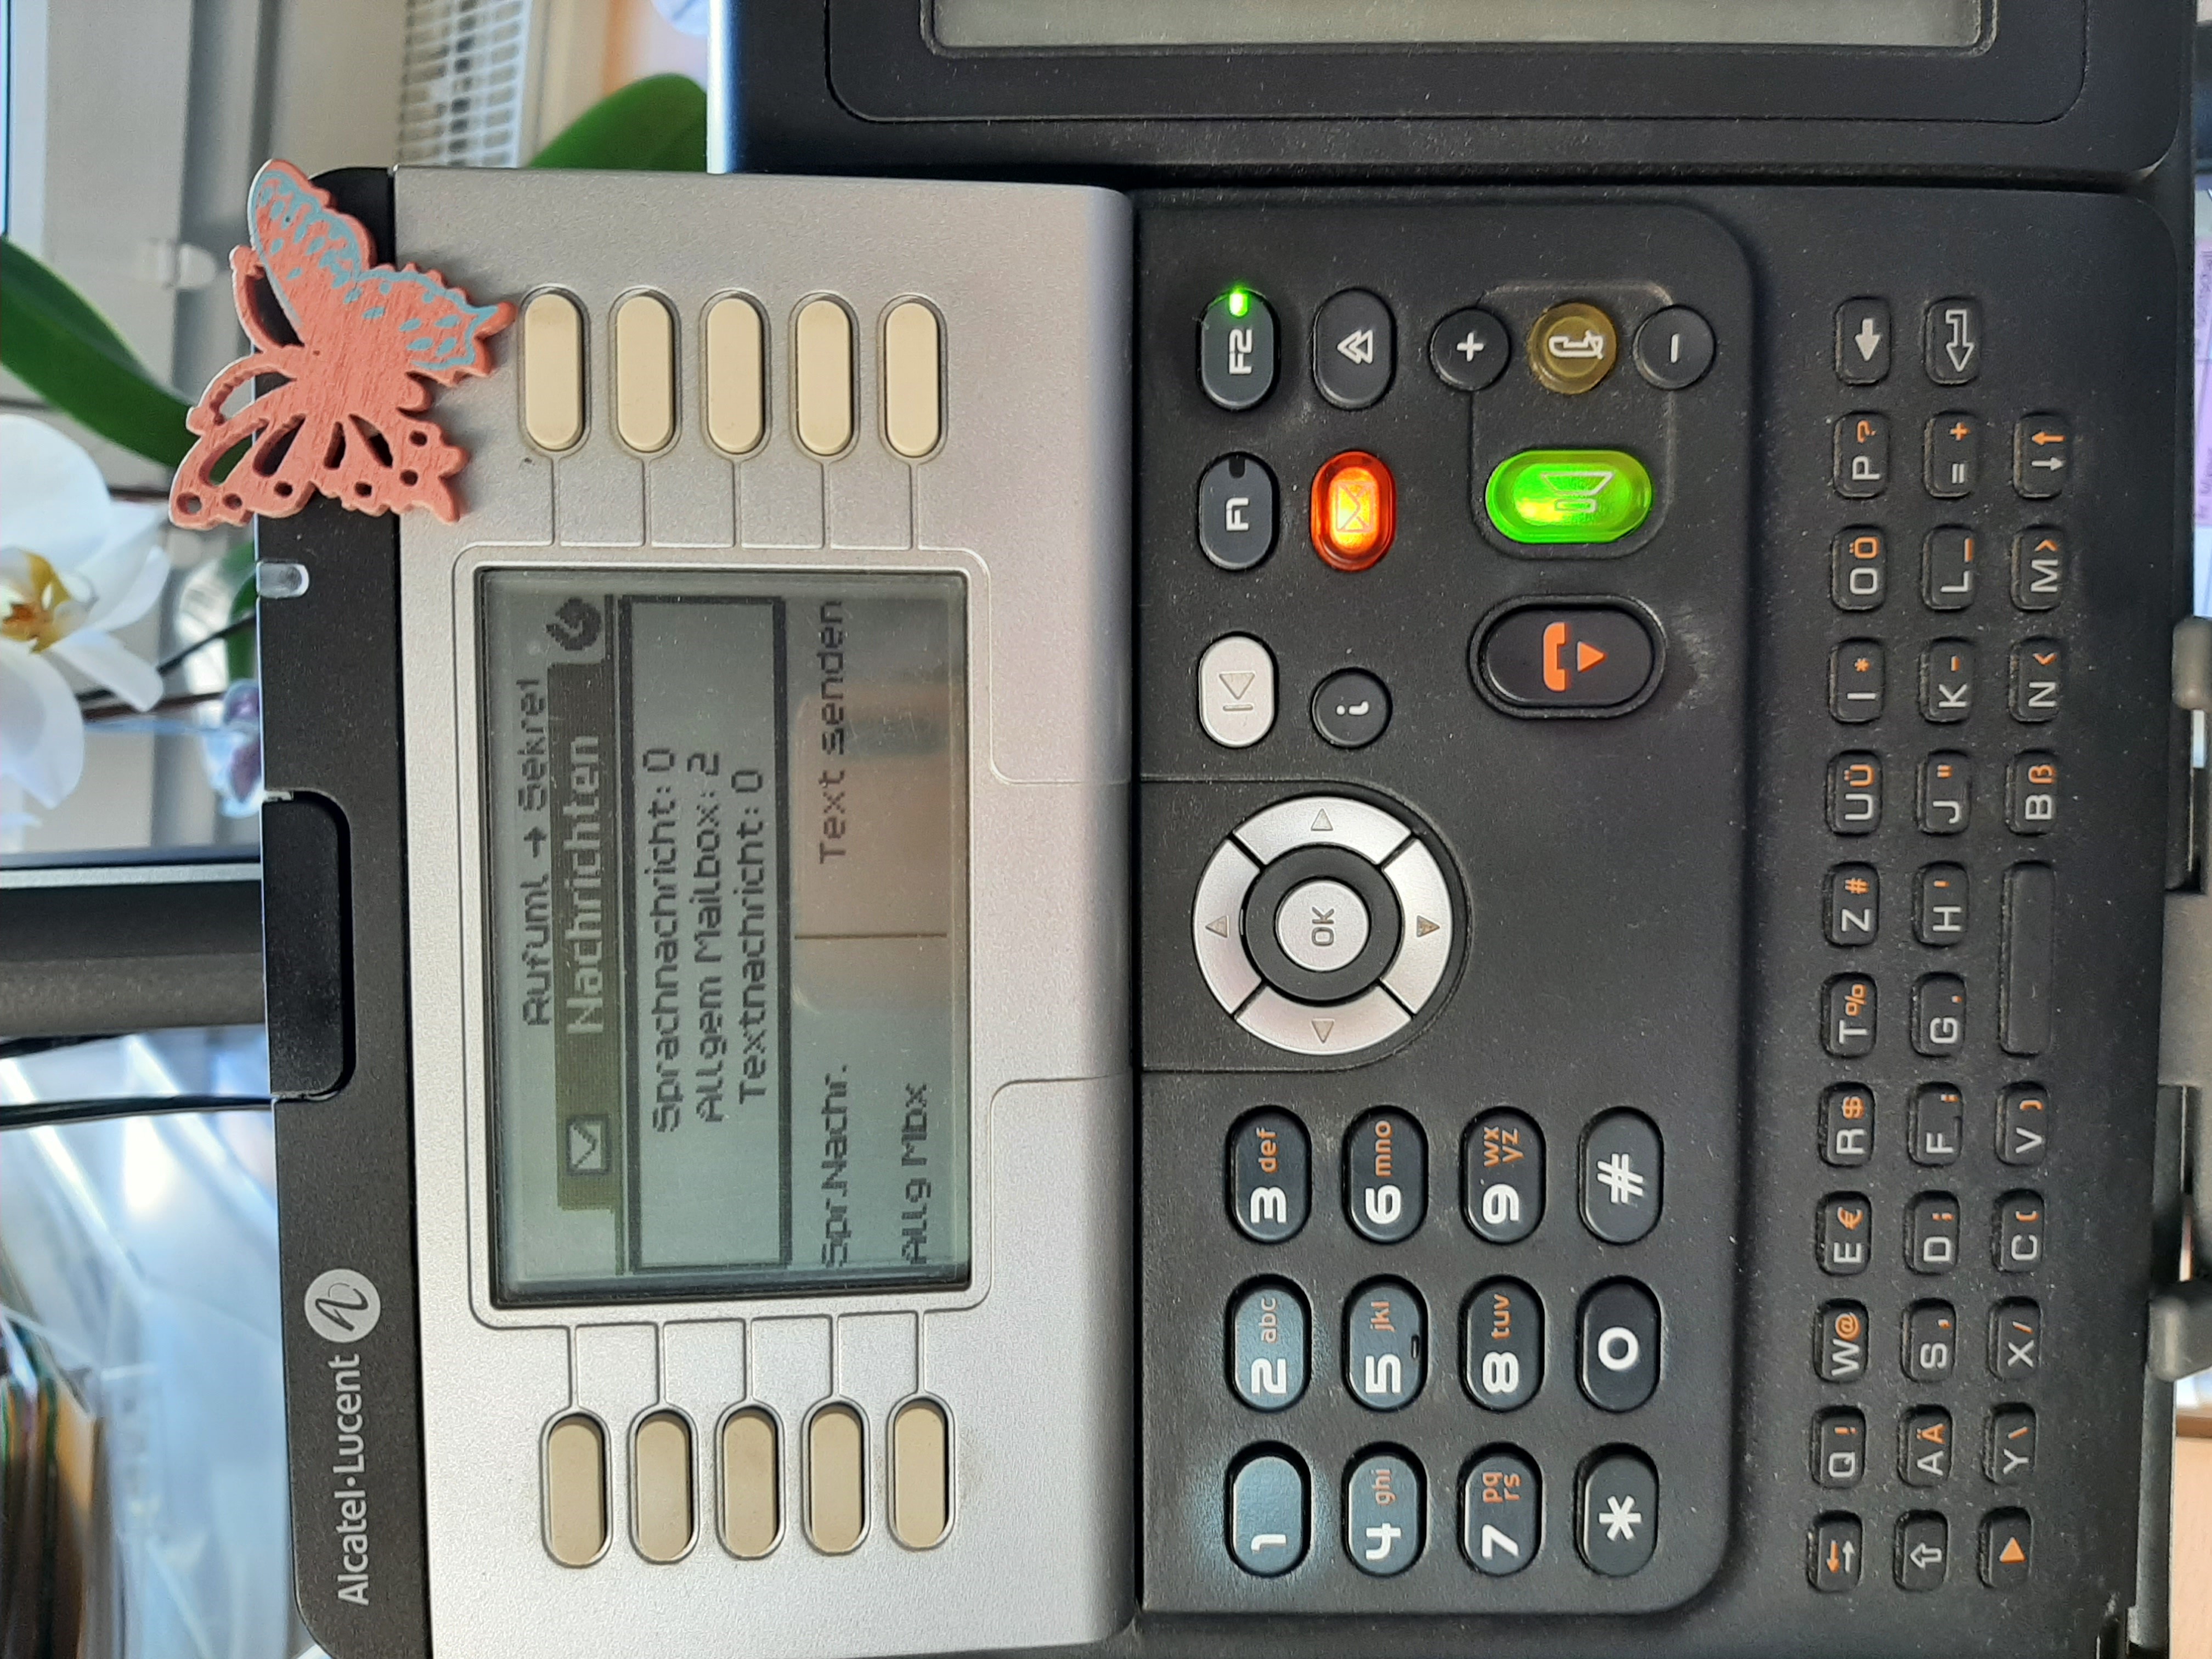 Alcatel·Lucent
Rufuml → Sekret
Nachrichten
Sprachnachricht: 0
Allgem Mailbox: 2
Textnachricht: 0
Spr.Nachr. Text senden
Allg Mbx
F1 F2
i
OK
+
-
1 2 abc 3 def
4 ghi 5 jkl 6 mno
7 pq rs 8 tuv 9 wx yz
* 0 #
Q ! W @ E € R $ T % Z # U Ü I * O Ö P ?
A Ä S , D ; F : G . H ' J " K - L _ = +
Y \ X / C ( V ) B ß N < M >